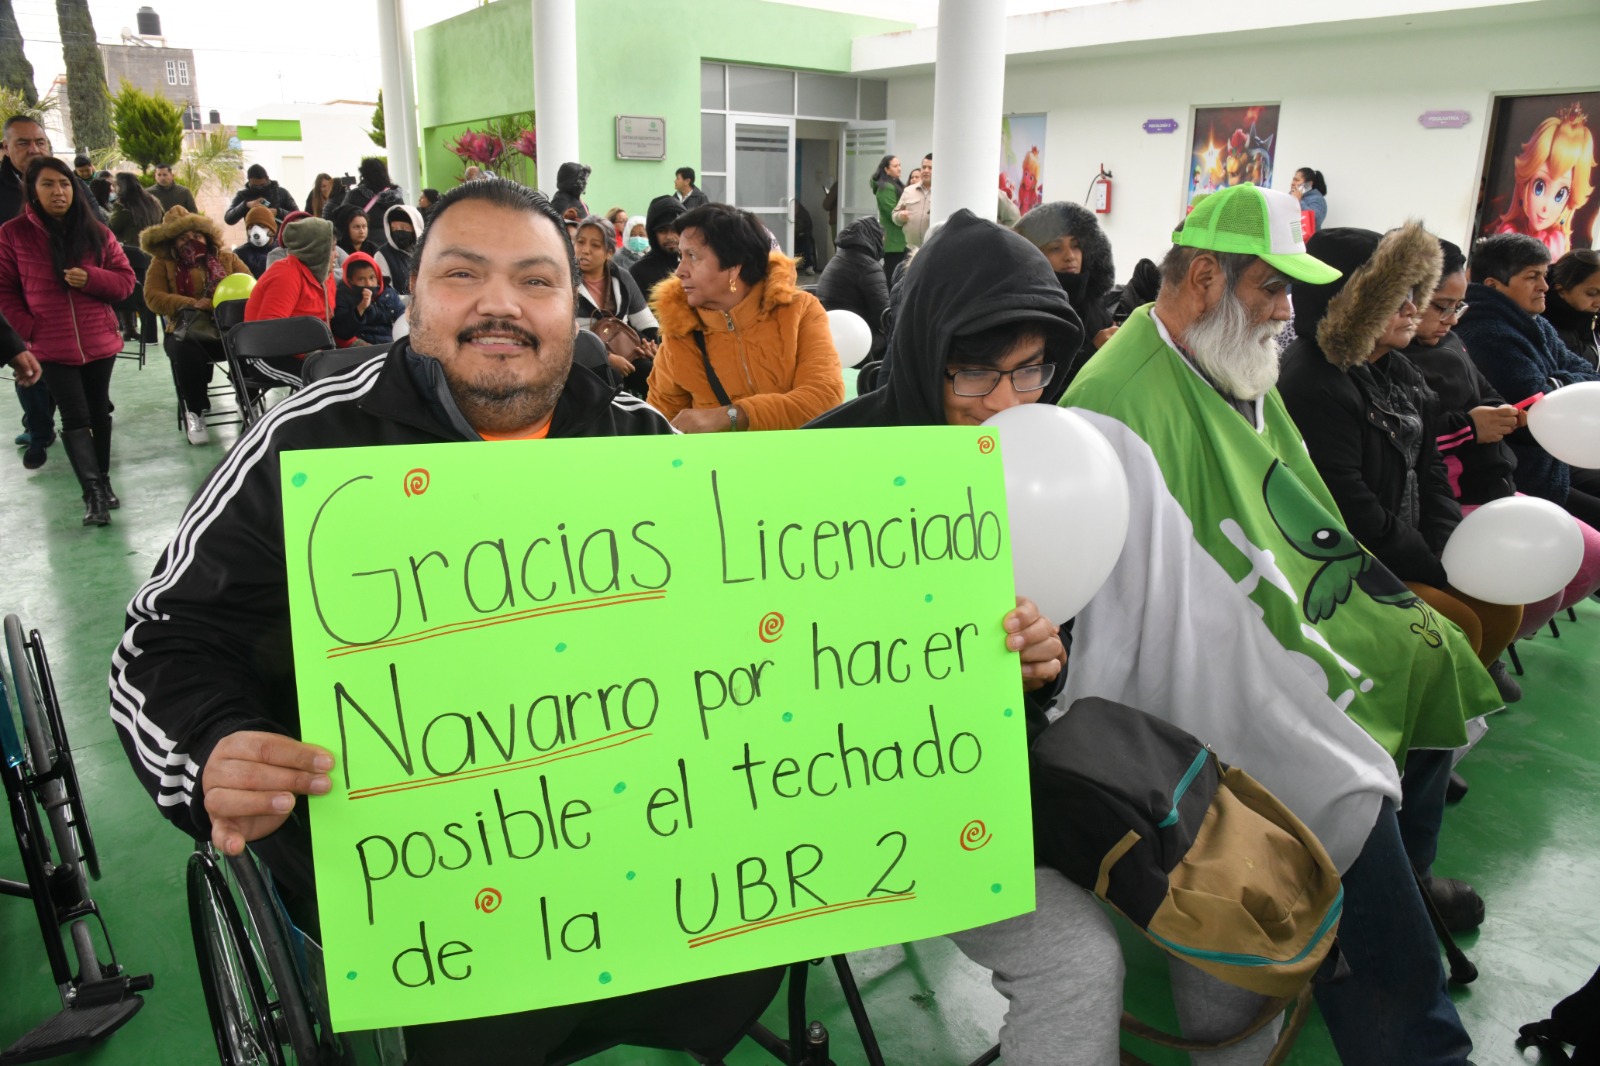 Gracias Licenciado
Navarro por hacer
posible el techado
de la UBR 2